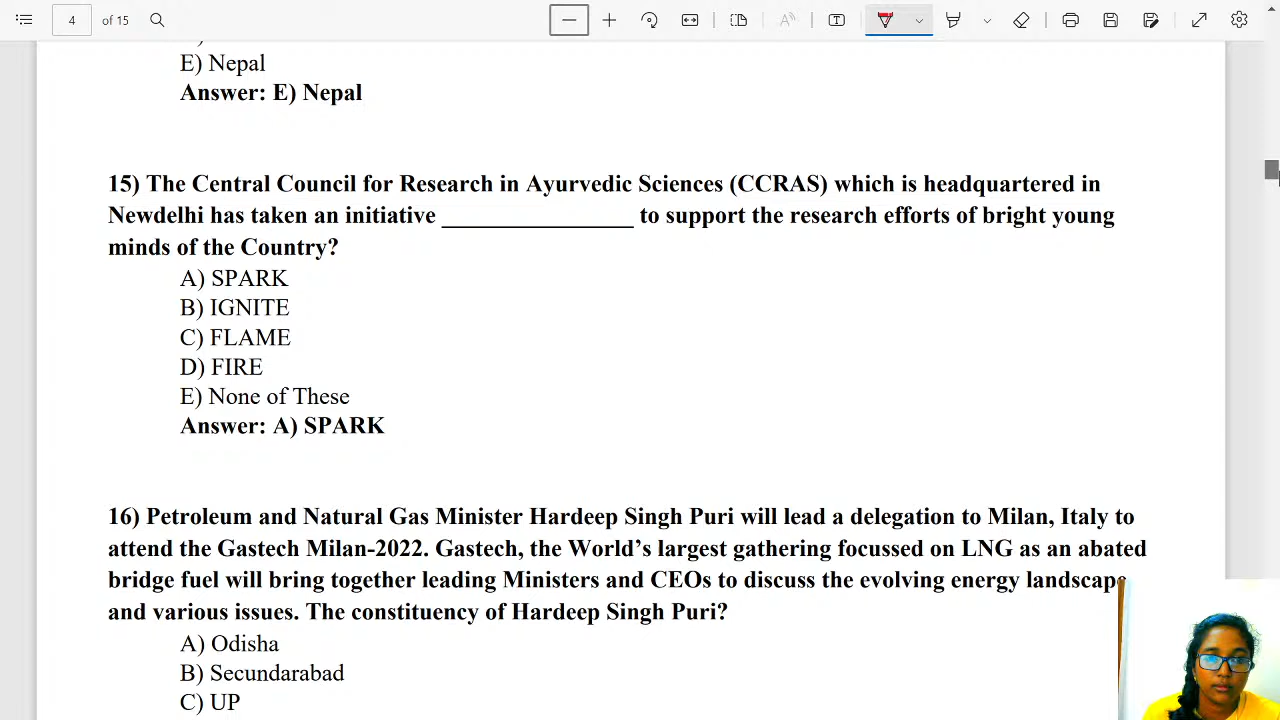 4 of 15
E) Nepal
Answer: E) Nepal
15) The Central Council for Research in Ayurvedic Sciences (CCRAS) which is headquartered in
Newdelhi has taken an initiative ________________ to support the research efforts of bright young
minds of the Country?
A) SPARK
B) IGNITE
C) FLAME
D) FIRE
E) None of These
Answer: A) SPARK
16) Petroleum and Natural Gas Minister Hardeep Singh Puri will lead a delegation to Milan, Italy to
attend the Gastech Milan-2022. Gastech, the World’s largest gathering focussed on LNG as an abated
bridge fuel will bring together leading Ministers and CEOs to discuss the evolving energy landscape
and various issues. The constituency of Hardeep Singh Puri?
A) Odisha
B) Secundarabad
C) UP